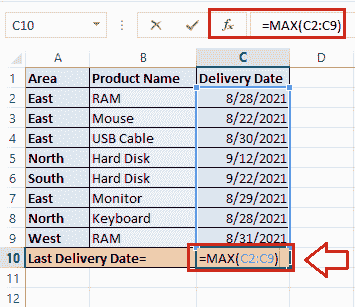 C10 fx =MAX(C2:C9)
A B C D
1 Area Product Name Delivery Date
2 East RAM 8/28/2021
3 East Mouse 8/22/2021
4 East USB Cable 8/30/2021
5 North Hard Disk 9/12/2021
6 South Hard Disk 9/22/2021
7 East Monitor 8/29/2021
8 North Keyboard 8/28/2021
9 West RAM 8/31/2021
10 Last Delivery Date= =MAX(C2:C9)
11
12